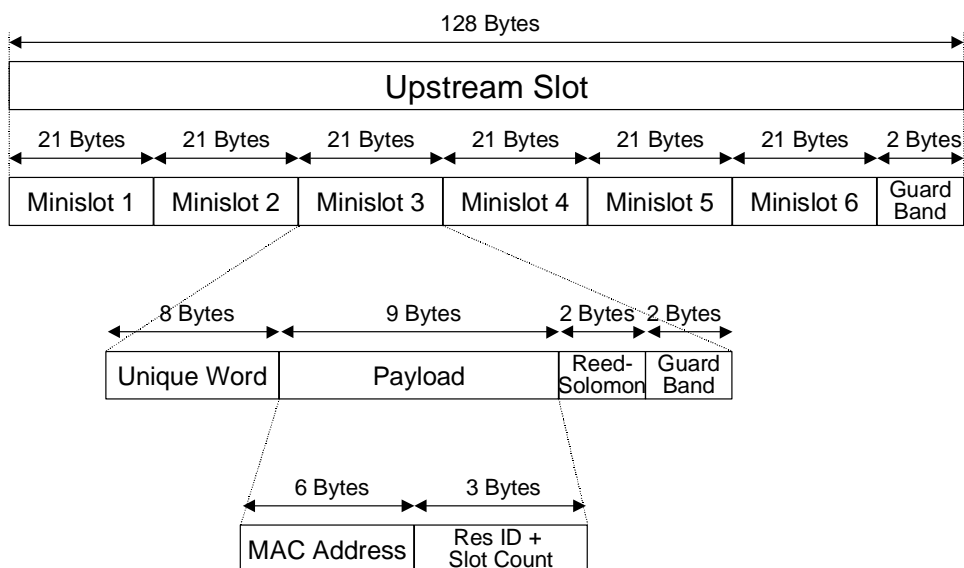 128 Bytes
Upstream Slot
21 Bytes 21 Bytes 21 Bytes 21 Bytes 21 Bytes 21 Bytes 2 Bytes
Minislot 1 Minislot 2 Minislot 3 Minislot 4 Minislot 5 Minislot 6 Guard
Band
8 Bytes 9 Bytes 2 Bytes 2 Bytes
Unique Word Payload Reed-
Solomon Guard
Band
6 Bytes 3 Bytes
MAC Address Res ID +
Slot Count